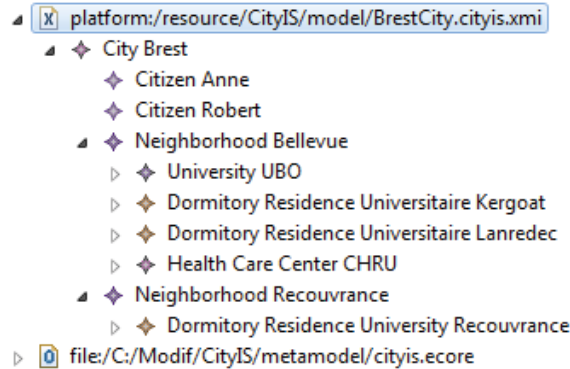 platform:/resource/CityIS/model/BrestCity.cityis.xmi
City Brest
Citizen Anne
Citizen Robert
Neighborhood Bellevue
University UBO
Dormitory Residence Universitaire Kergoat
Dormitory Residence Universitaire Lanredec
Health Care Center CHRU
Neighborhood Recouvrance
Dormitory Residence University Recouvrance
file:/C:/Modif/CityIS/metamodel/cityis.ecore